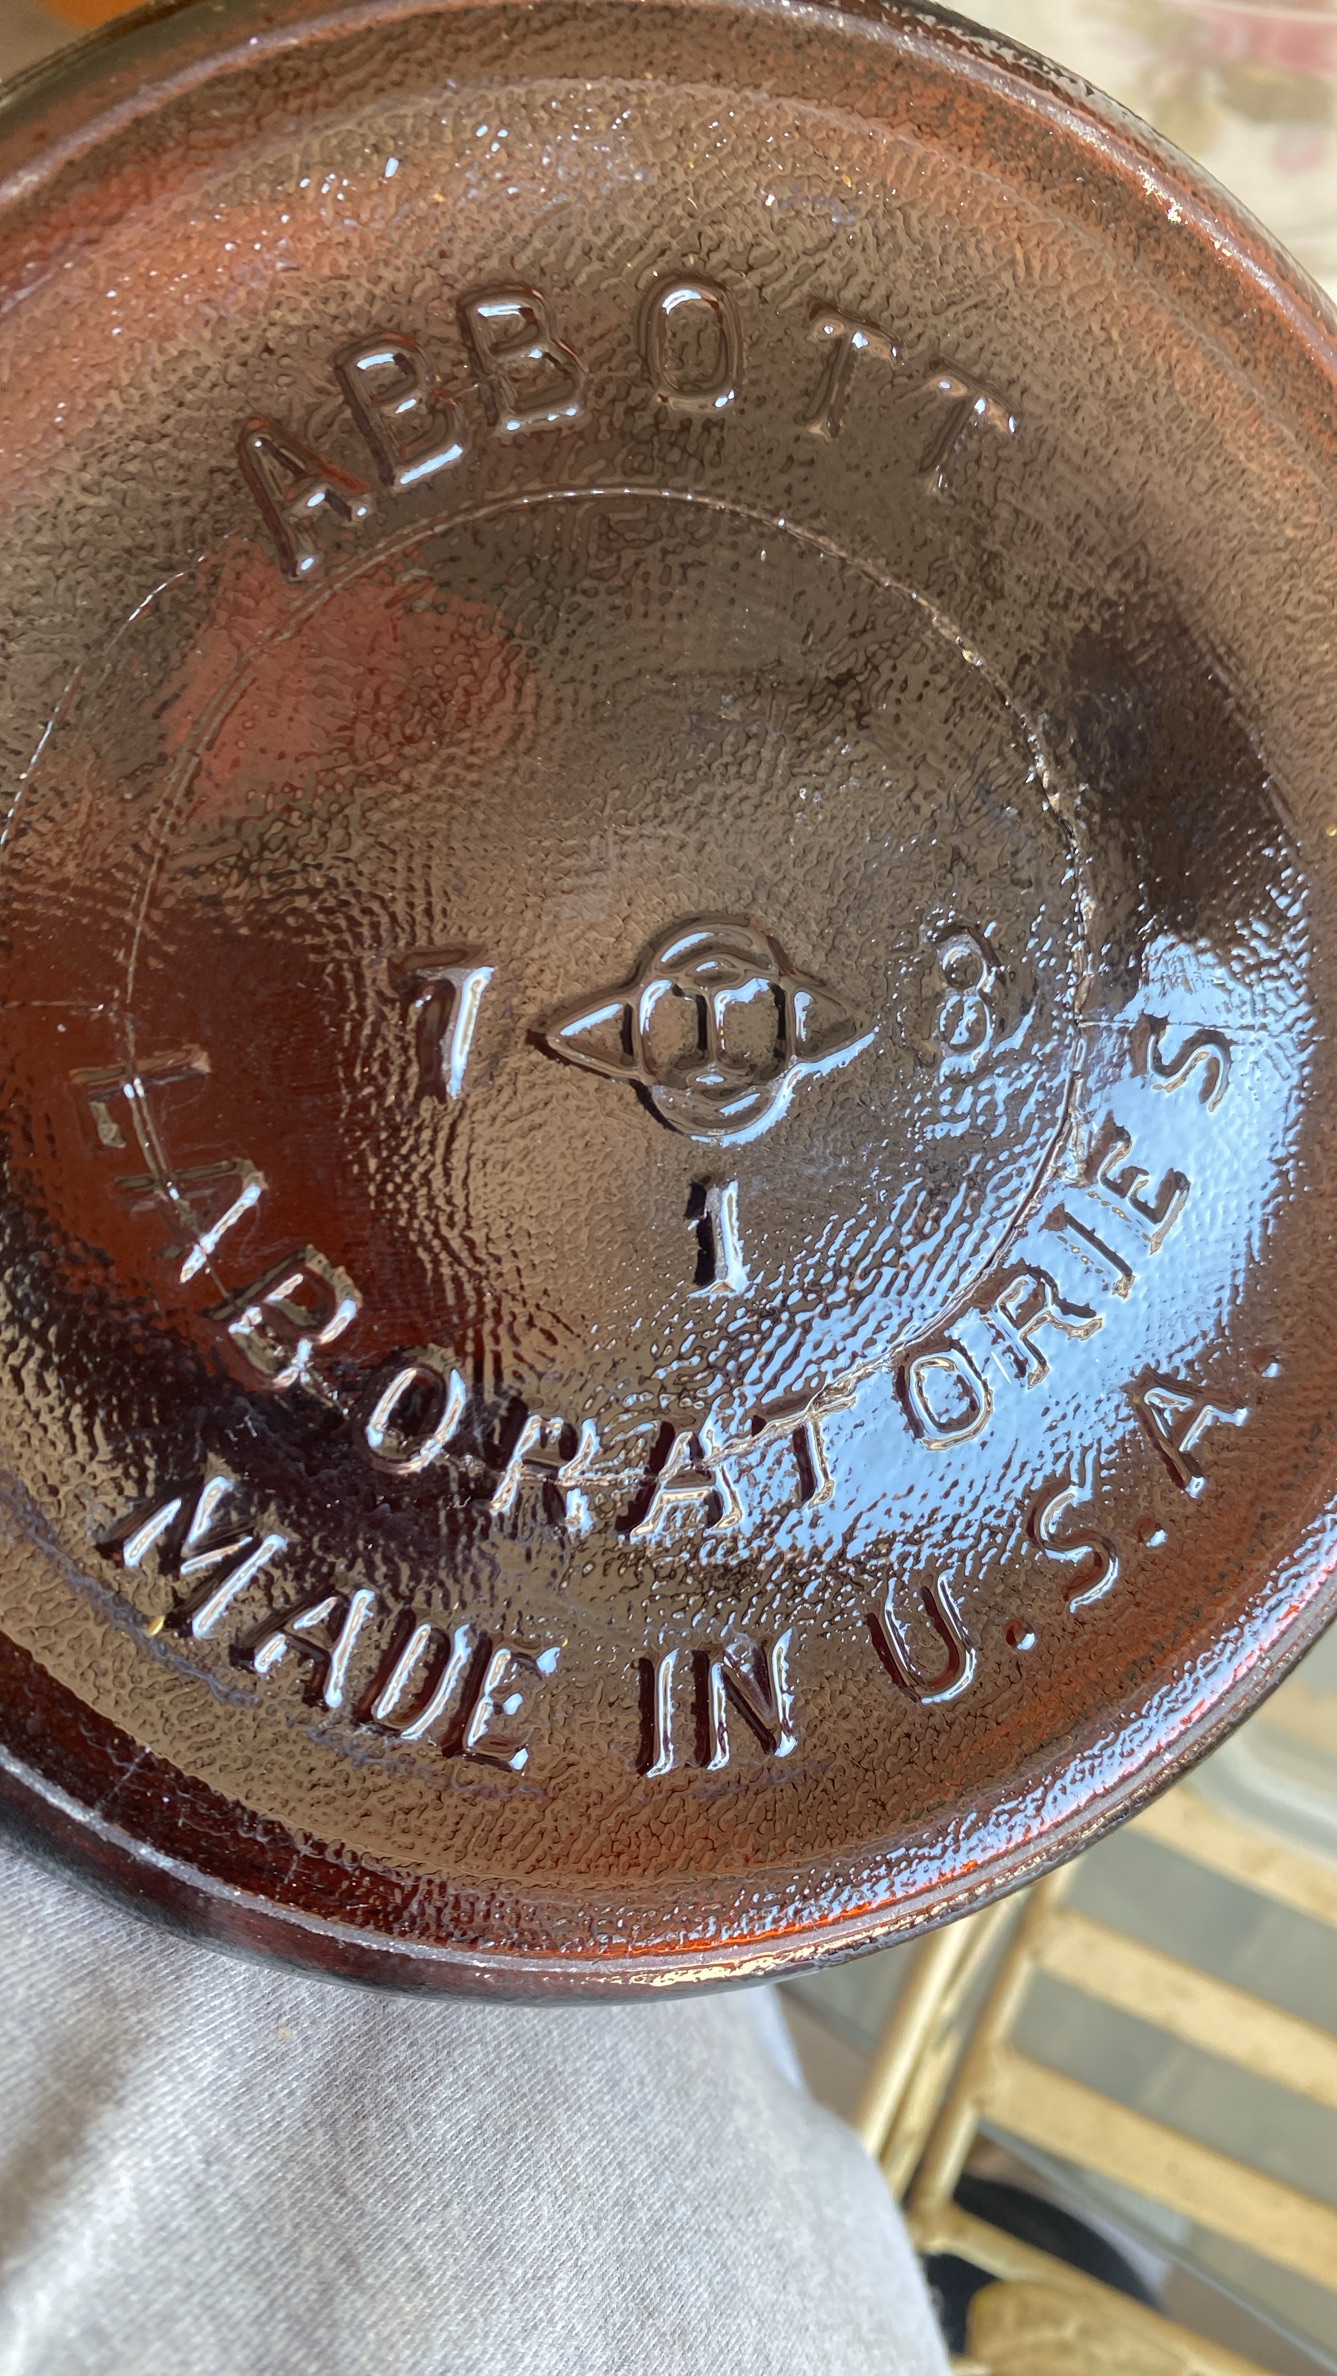 ABBOTT
7 I 8
1
LABORATORIES
MADE IN U.S.A.